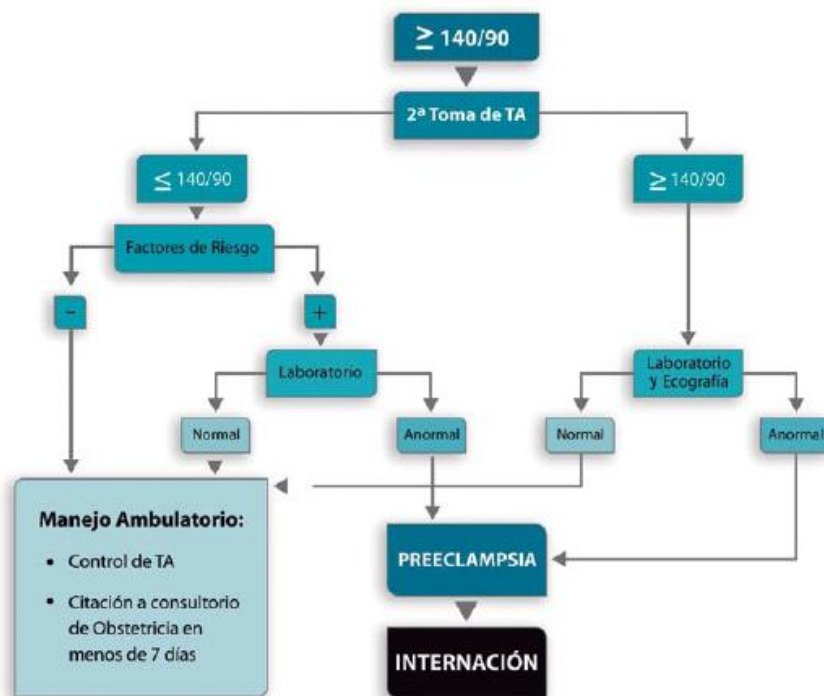 ≥ 140/90
2ª Toma de TA
≤ 140/90
≥ 140/90
Factores de Riesgo
-
+
Laboratorio
Laboratorio
y Ecografía
Normal
Anormal
Normal
Anormal
Manejo Ambulatorio:
• Control de TA
• Citación a consultorio
de Obstetricia en
menos de 7 días
PREECLAMPSIA
INTERNACIÓN